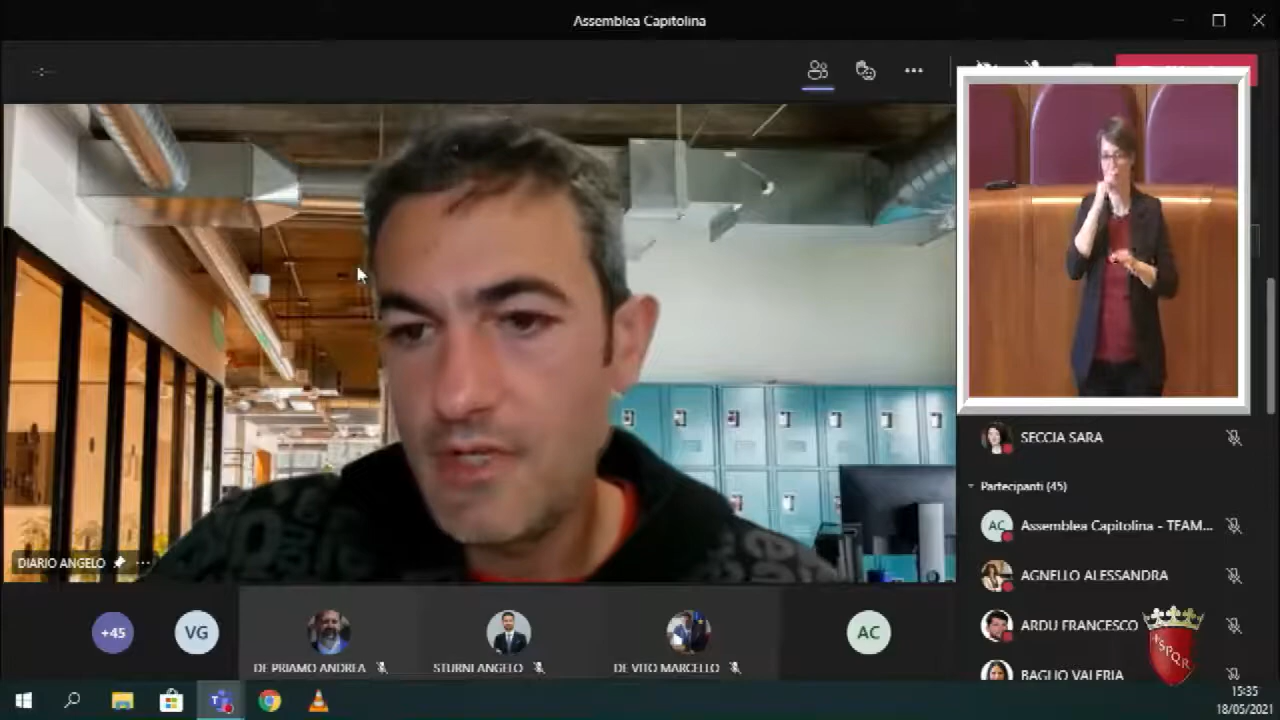 Assemblea Capitolina
SECCIA SARA
Partecipanti (45)
AC
Assemblea Capitolina - TEAM...
AGNELLO ALESSANDRA
ARDU FRANCESCO
BAGLIO VALERIA
DIARIO ANGELO
+45
VG
DE PRIAMO ANDREA
STURNI ANGELO
DE VITO MARCELLO
AC
SPQR
15:35
18/05/2021